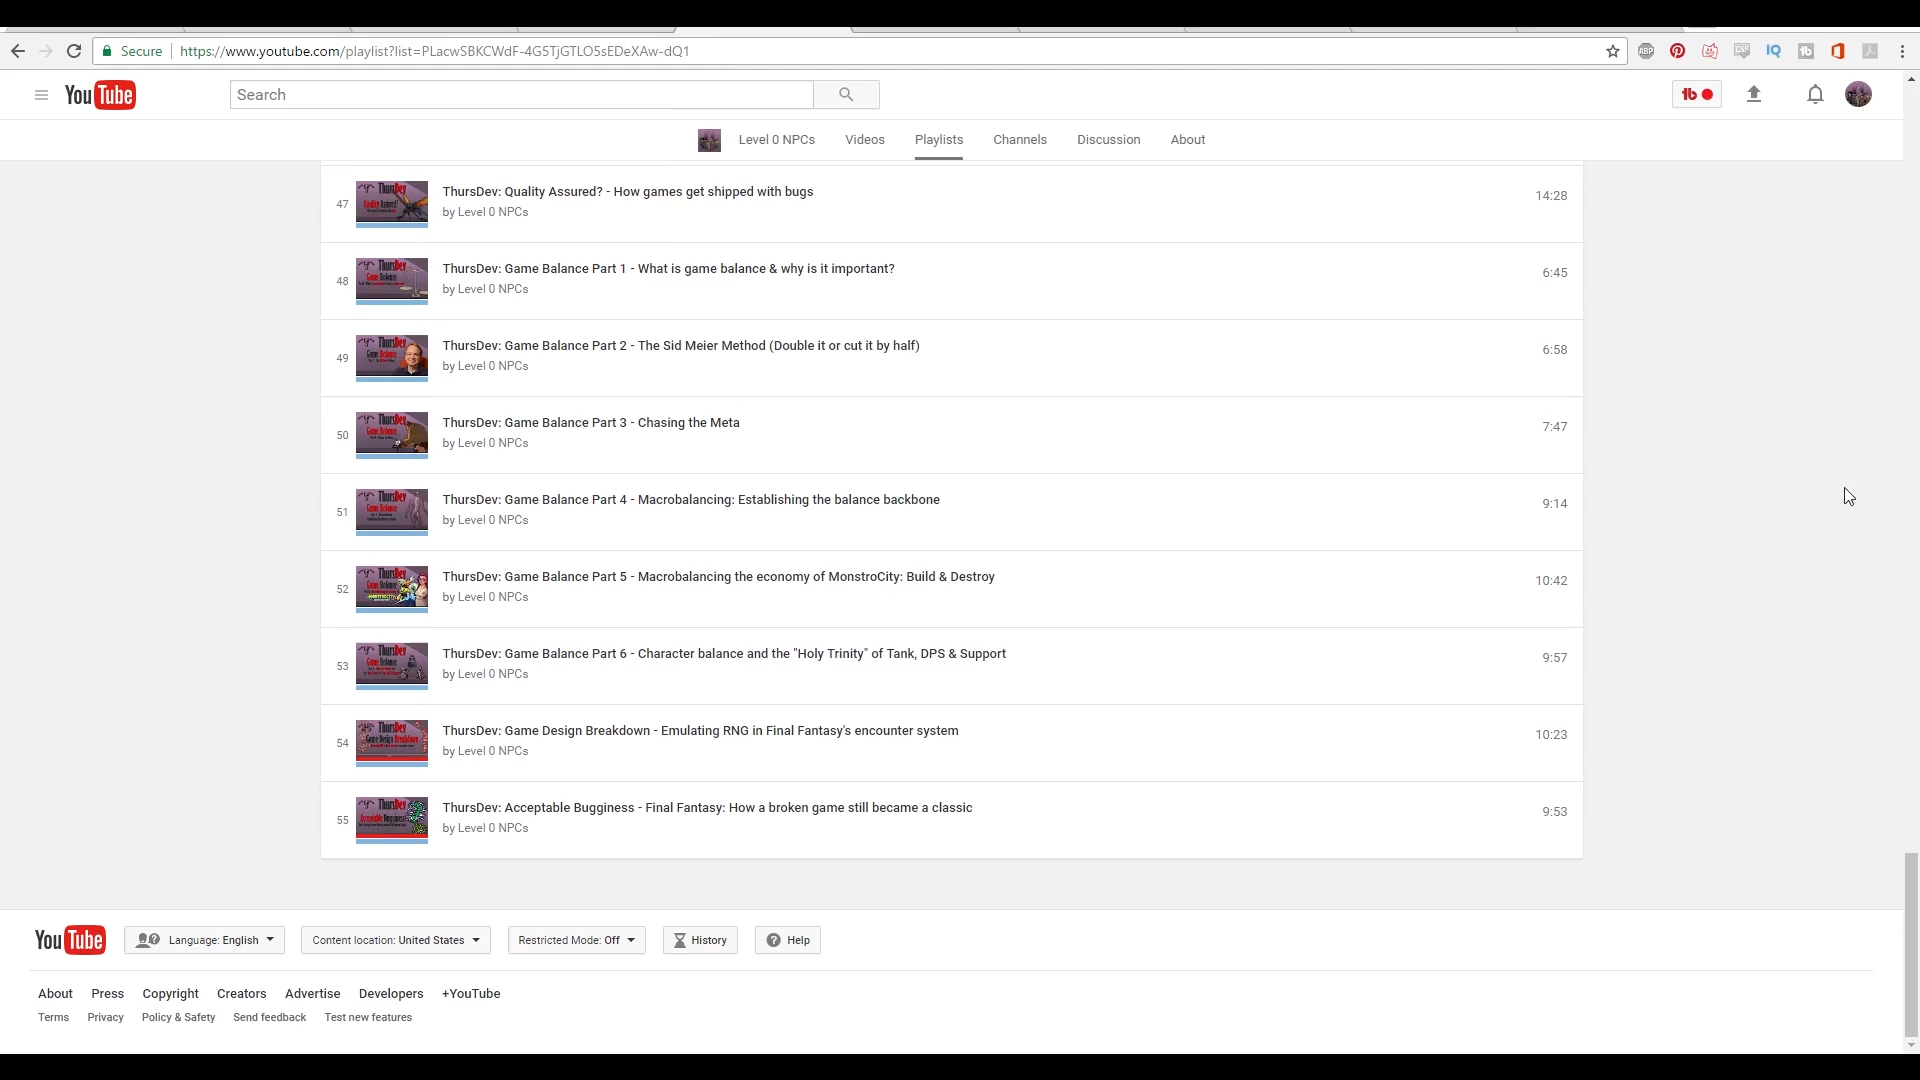 Secure https://www.youtube.com/playlist?list=PLacwSBKCWdF-4G5TjGTLO5sEDeXAw-dQ1
YouTube
Search
Level 0 NPCs Videos Playlists Channels Discussion About
47 ThursDev: Quality Assured? - How games get shipped with bugs 14:28
by Level 0 NPCs
48 ThursDev: Game Balance Part 1 - What is game balance & why is it important? 6:45
by Level 0 NPCs
49 ThursDev: Game Balance Part 2 - The Sid Meier Method (Double it or cut it by half) 6:58
by Level 0 NPCs
50 ThursDev: Game Balance Part 3 - Chasing the Meta 7:47
by Level 0 NPCs
51 ThursDev: Game Balance Part 4 - Macrobalancing: Establishing the balance backbone 9:14
by Level 0 NPCs
52 ThursDev: Game Balance Part 5 - Macrobalancing the economy of MonstroCity: Build & Destroy 10:42
by Level 0 NPCs
53 ThursDev: Game Balance Part 6 - Character balance and the "Holy Trinity" of Tank, DPS & Support 9:57
by Level 0 NPCs
54 ThursDev: Game Design Breakdown - Emulating RNG in Final Fantasy's encounter system 10:23
by Level 0 NPCs
55 ThursDev: Acceptable Bugginess - Final Fantasy: How a broken game still became a classic 9:53
by Level 0 NPCs
YouTube Language: English Content location: United States Restricted Mode: Off History Help
About Press Copyright Creators Advertise Developers +YouTube
Terms Privacy Policy & Safety Send feedback Test new features